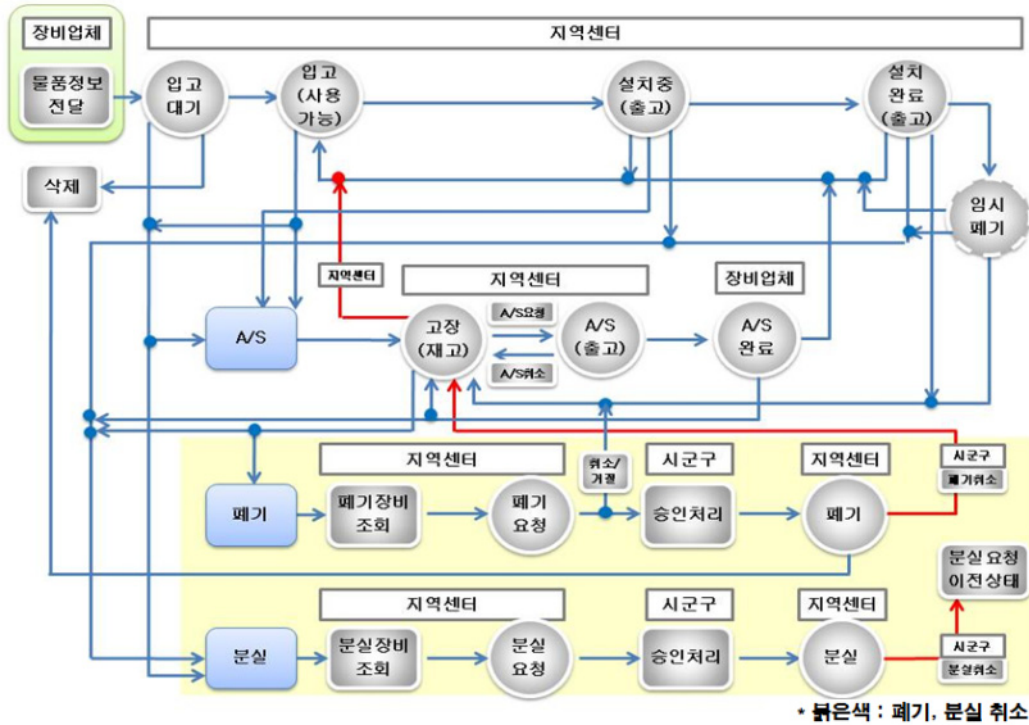 장비업체
지역센터
물품정보
전달
입고
대기
입고
(사용
가능)
설치중
(출고)
설치
완료
(출고)
삭제
임시
폐기
지역센터
지역센터
장비업체
A/S
고장
(재고)
A/S요청
A/S취소
A/S
(출고)
A/S
완료
지역센터
취소/
거절
시군구
지역센터
시군구
폐기취소
폐기
폐기장비
조회
폐기
요청
승인처리
폐기
분실요청
이전상태
지역센터
시군구
지역센터
분실
분실장비
조회
분실
요청
승인처리
분실
시군구
분실취소
* 붉은색 : 폐기, 분실 취소